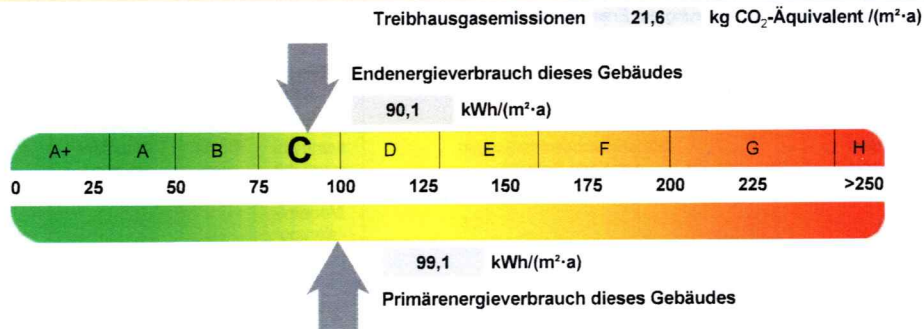 Treibhausgasemissionen 21,6 kg CO₂-Äquivalent /(m²·a)
Endenergieverbrauch dieses Gebäudes
90,1 kWh/(m²·a)
A+ A B C D E F G H
0 25 50 75 100 125 150 175 200 225 >250
99,1 kWh/(m²·a)
Primärenergieverbrauch dieses Gebäudes